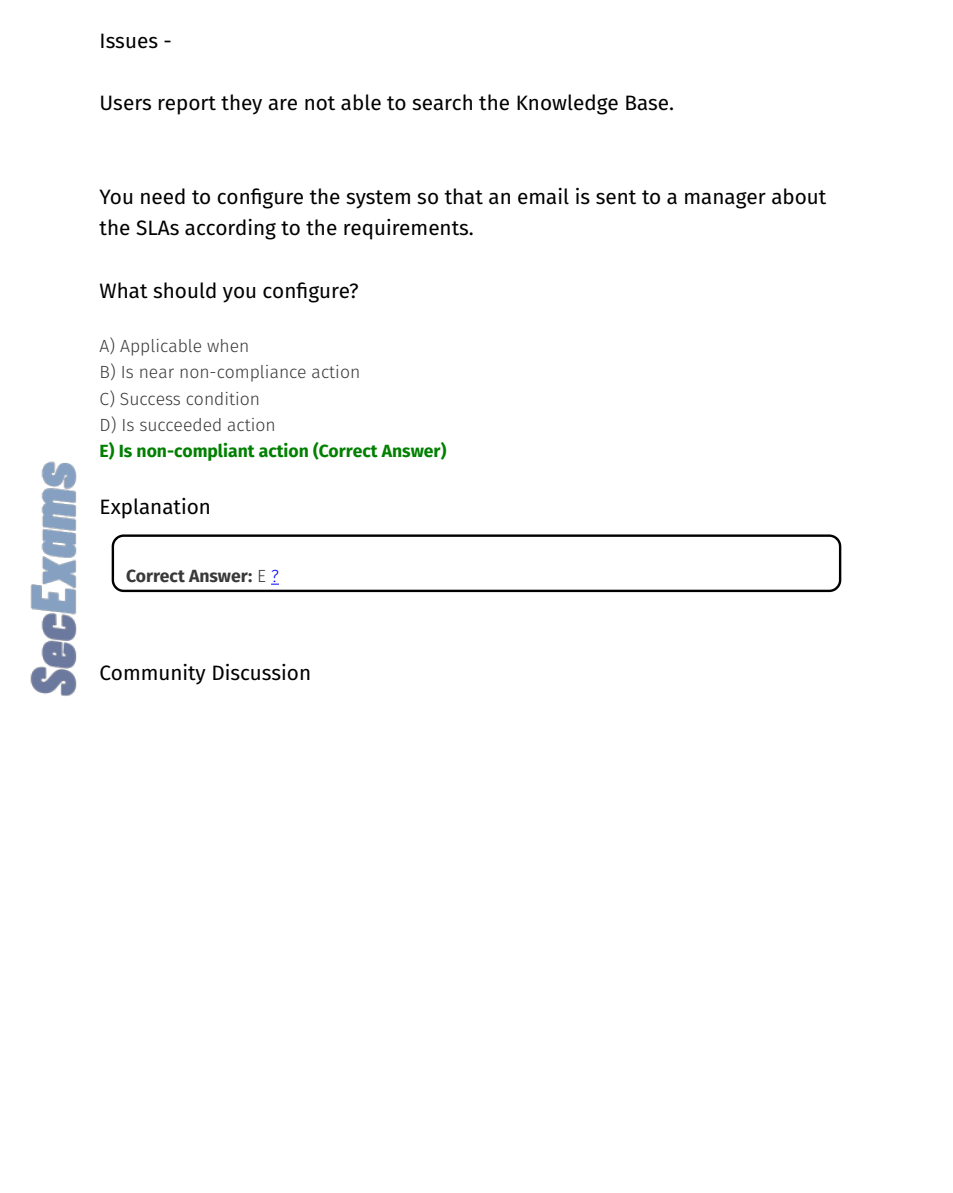 Issues -
Users report they are not able to search the Knowledge Base.
You need to configure the system so that an email is sent to a manager about
the SLAs according to the requirements.
What should you configure?
A) Applicable when
B) Is near non-compliance action
C) Success condition
D) Is succeeded action
E) Is non-compliant action (Correct Answer)
Explanation
Correct Answer: E ?
SecExams
Community Discussion